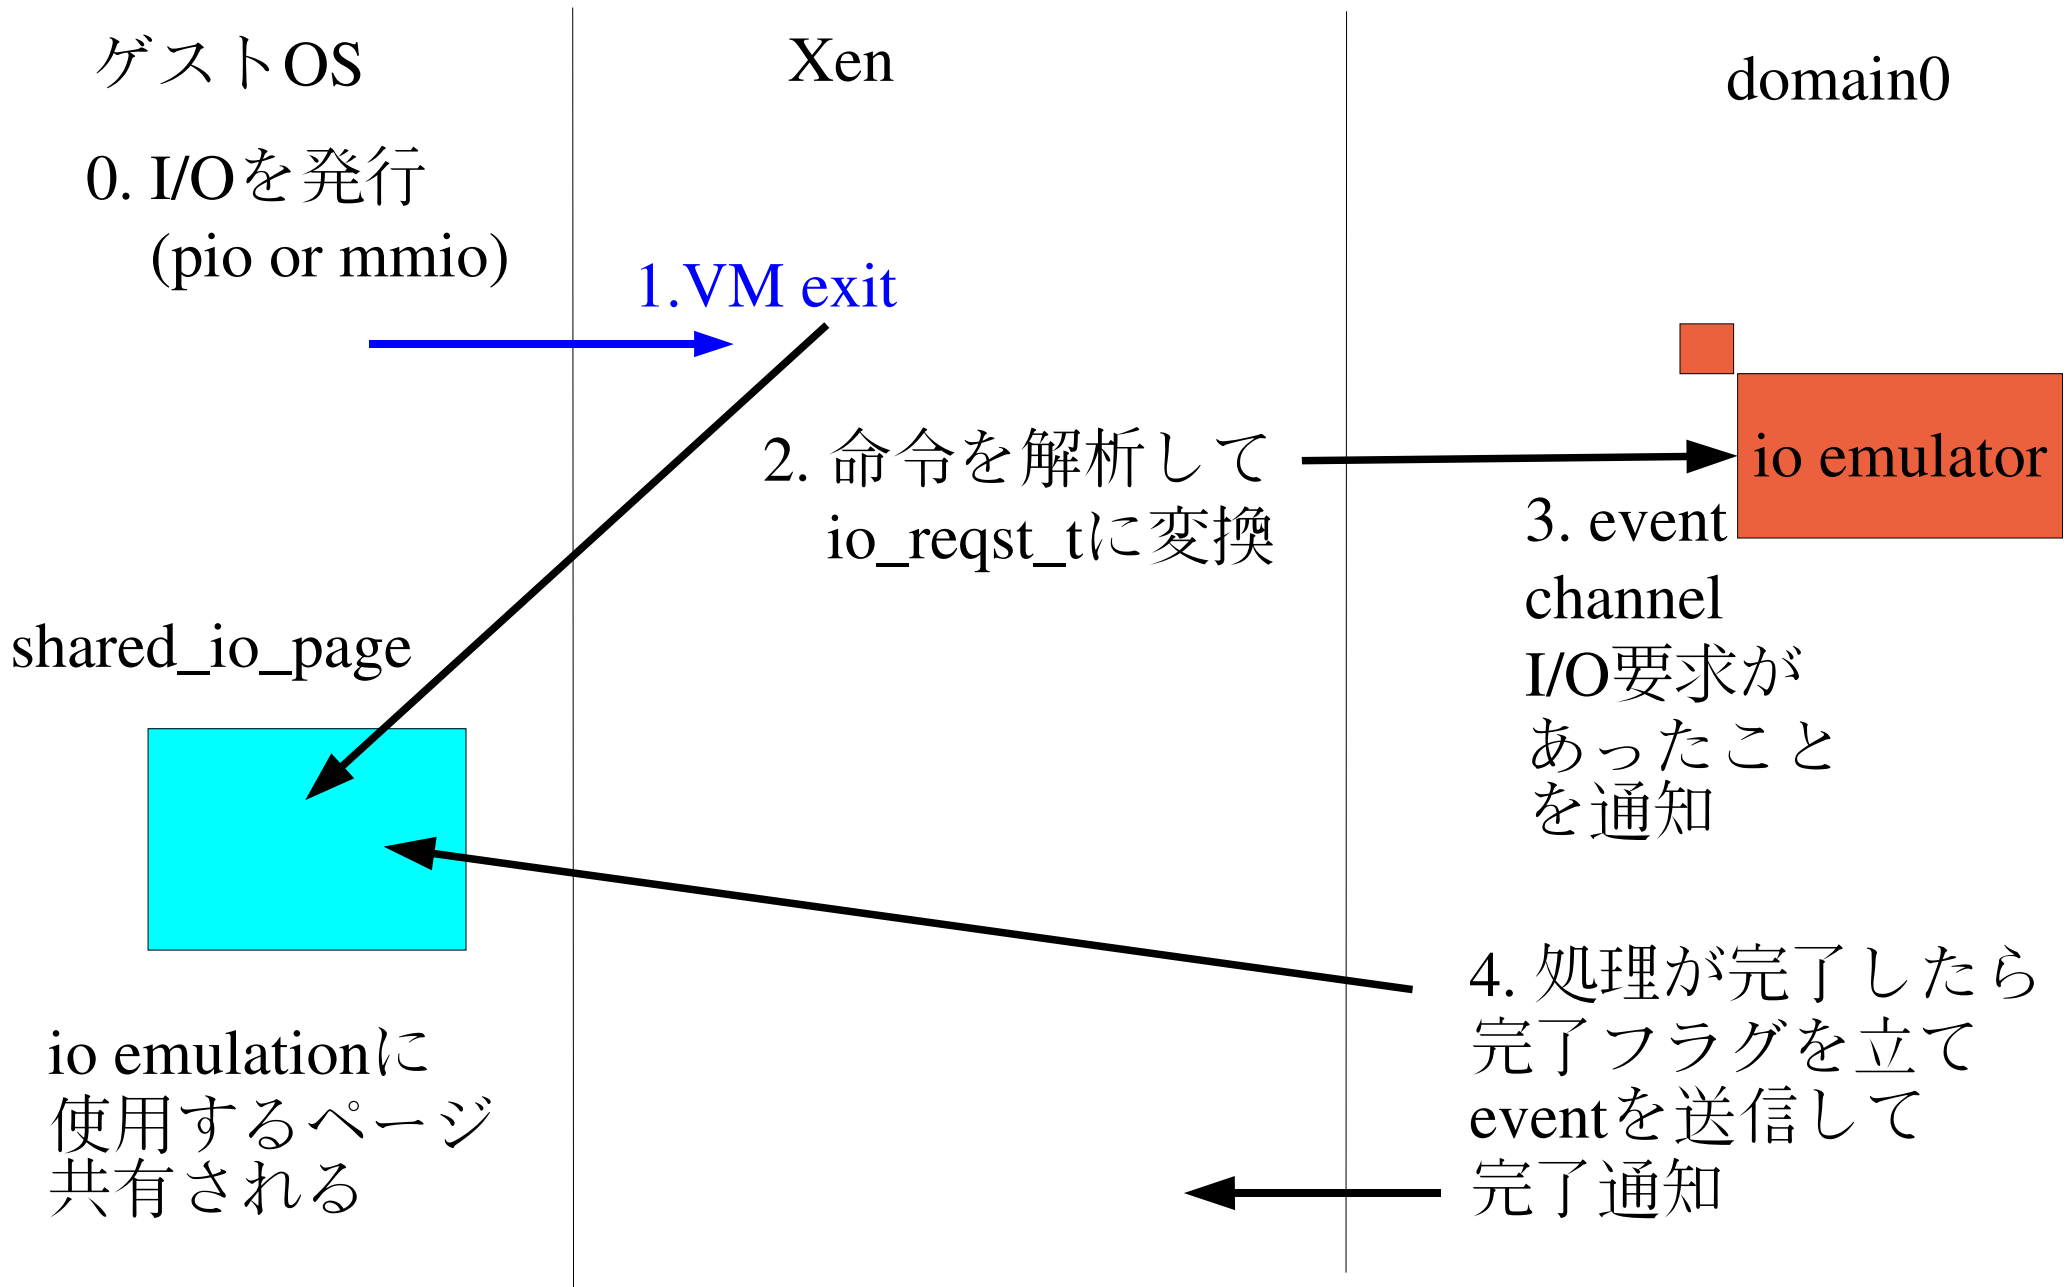 ゲストOS
Xen
domain0
0. I/Oを発行
(pio or mmio)
1.VM exit
2. 命令を解析して
io_reqst_tに変換
io emulator
3. event
channel
I/O要求が
あったこと
を通知
shared_io_page
io emulationに
使用するページ
共有される
4. 処理が完了したら
完了フラグを立て
eventを送信して
完了通知